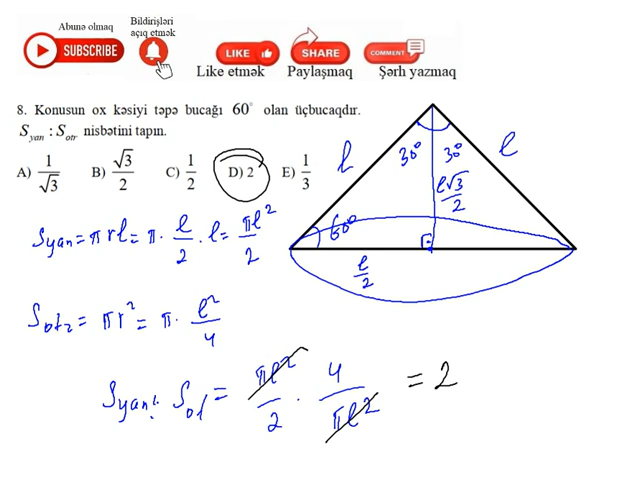 Abunə olmaq
Bildirişləri
açıq etmək
SUBSCRIBE
LIKE
SHARE
COMMENT
Like etmək Paylaşmaq Şərh yazmaq
8. Konusun ox kəsiyi təpə bucağı 60° olan üçbucaqdır.
S_yan : S_otr nisbətini tapın.
A) 1/√3 B) √3/2 C) 1/2 D) 2 E) 1/3
30° 30°
l l
l√3/2
60°
l/2
Syan = πrl = π · l/2 · l = πl²/2
Sotr = πr² = π · l²/4
Syan : Sot = πl²/2 · 4/πl² = 2